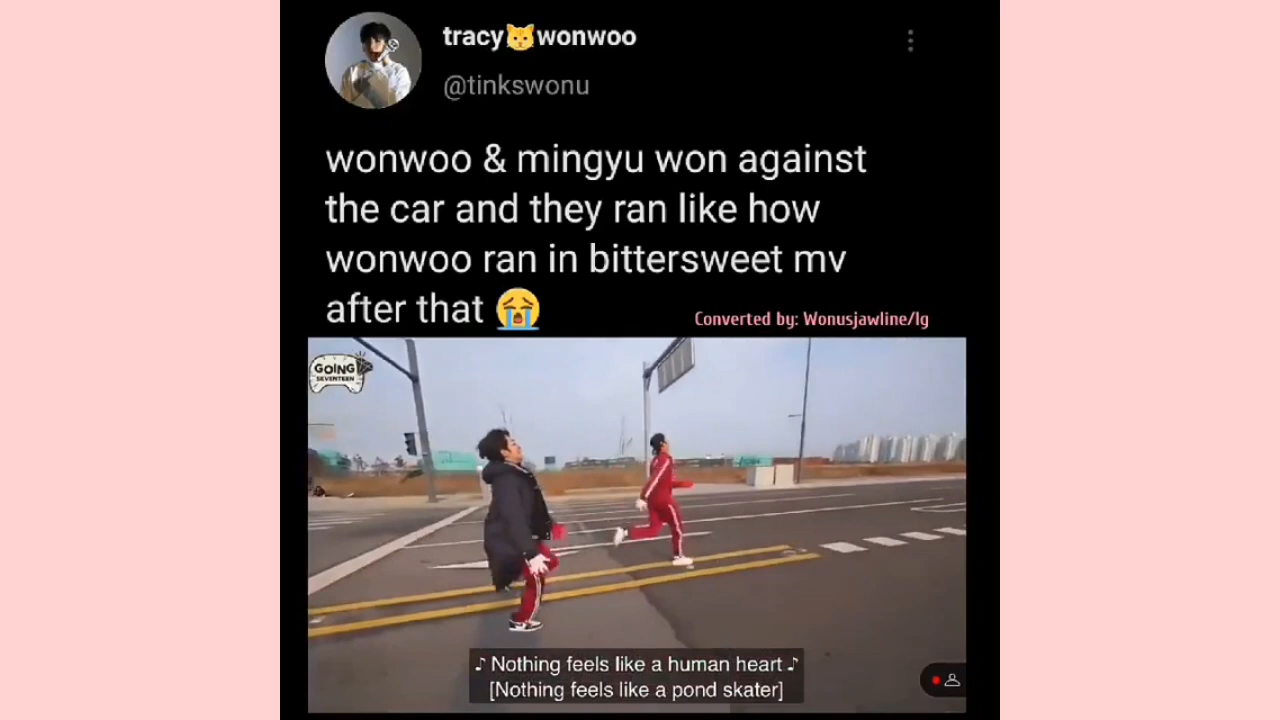 tracy🐱wonwoo
@tinkswonu
wonwoo & mingyu won against
the car and they ran like how
wonwoo ran in bittersweet mv
after that 😭
Converted by: Wonusjawline/Ig
GOING
SEVENTEEN
♪ Nothing feels like a human heart ♪
[Nothing feels like a pond skater]